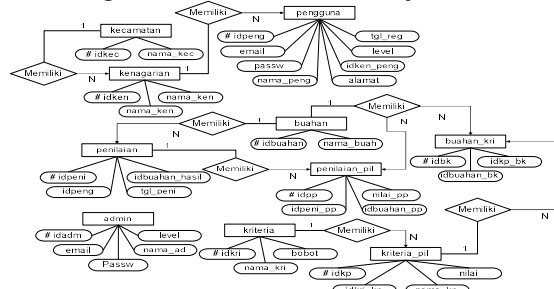 Memiliki
pengguna
1
N
kecamatan
# idkec
nama_kec
# idpeng
tgl_reg
email
level
passw
idken_peng
nama_peng
alamat
Memiliki
N
kenagarian
1
# idken
nama_ken
nama_ken
Memiliki
1
N
buahan
1
Memiliki
N
N
# idbuahan
nama_buah
buahan_kri
# idbk
idkp_bk
idbuahan_bk
penilaian
1
Memiliki
N
penilaian_pil
# idpeni
idbuahan_hasil
idpeng
tgl_peni
# idpp
nilai_pp
idpeni_pp
idbuahan_pp
admin
# idadm
level
email
nama_ad
Passw
kriteria
1
Memiliki
N
# idkri
bobot
nama_kri
kriteria_pil
1
Memiliki
N
# idkp
nilai